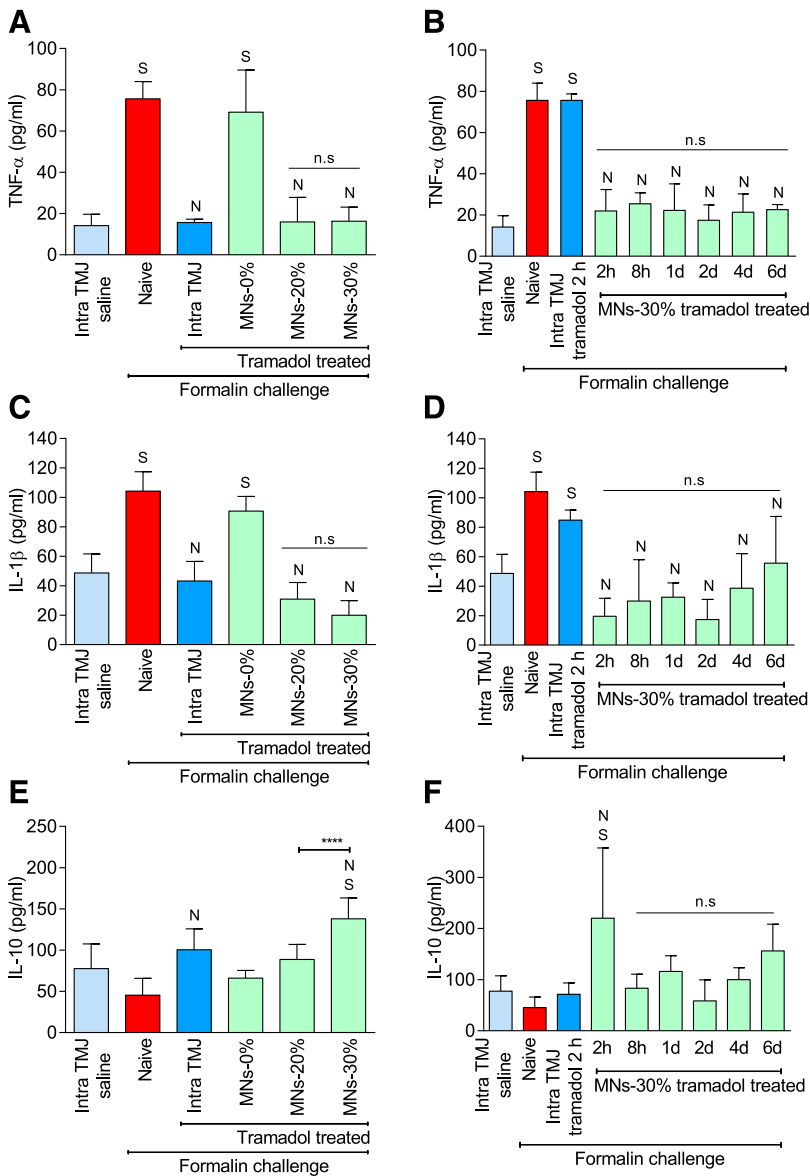 A
TNF-α (pg/ml)
100
80
60
40
20
0
S
N
S
n.s
N
N
Intra TMJ
saline
Naive
Intra TMJ
MNs-0%
MNs-20%
MNs-30%
Tramadol treated
Formalin challenge
B
TNF-α (pg/ml)
100
80
60
40
20
0
S
S
n.s
N
N
N
N
N
N
Intra TMJ
saline
Naive
Intra TMJ
tramadol 2 h
2h
8h
1d
2d
4d
6d
MNs-30% tramadol treated
Formalin challenge
C
IL-1β (pg/ml)
140
120
100
80
60
40
20
0
S
N
S
n.s
N
N
Intra TMJ
saline
Naive
Intra TMJ
MNs-0%
MNs-20%
MNs-30%
Tramadol treated
Formalin challenge
D
IL-1β (pg/ml)
140
120
100
80
60
40
20
0
S
S
n.s
N
N
N
N
N
N
Intra TMJ
saline
Naive
Intra TMJ
tramadol 2 h
2h
8h
1d
2d
4d
6d
MNs-30% tramadol treated
Formalin challenge
E
IL-10 (pg/ml)
250
200
150
100
50
0
N
****
N
S
Intra TMJ
saline
Naive
Intra TMJ
MNs-0%
MNs-20%
MNs-30%
Tramadol treated
Formalin challenge
F
IL-10 (pg/ml)
400
300
200
100
0
N
S
n.s
Intra TMJ
saline
Naive
Intra TMJ
tramadol 2 h
2h
8h
1d
2d
4d
6d
MNs-30% tramadol treated
Formalin challenge